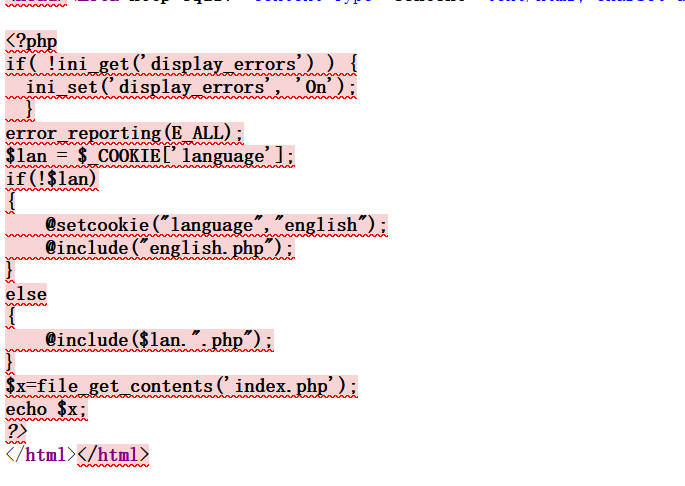 <?php
if( !ini_get('display_errors') ) {
  ini_set('display_errors', 'On');
  }
error_reporting(E_ALL);
$lan = $_COOKIE['language'];
if(!$lan)
{
    @setcookie("language","english");
    @include("english.php");
}
else
{
    @include($lan.".php");
}
$x=file_get_contents('index.php');
echo $x;
?>
</html></html>